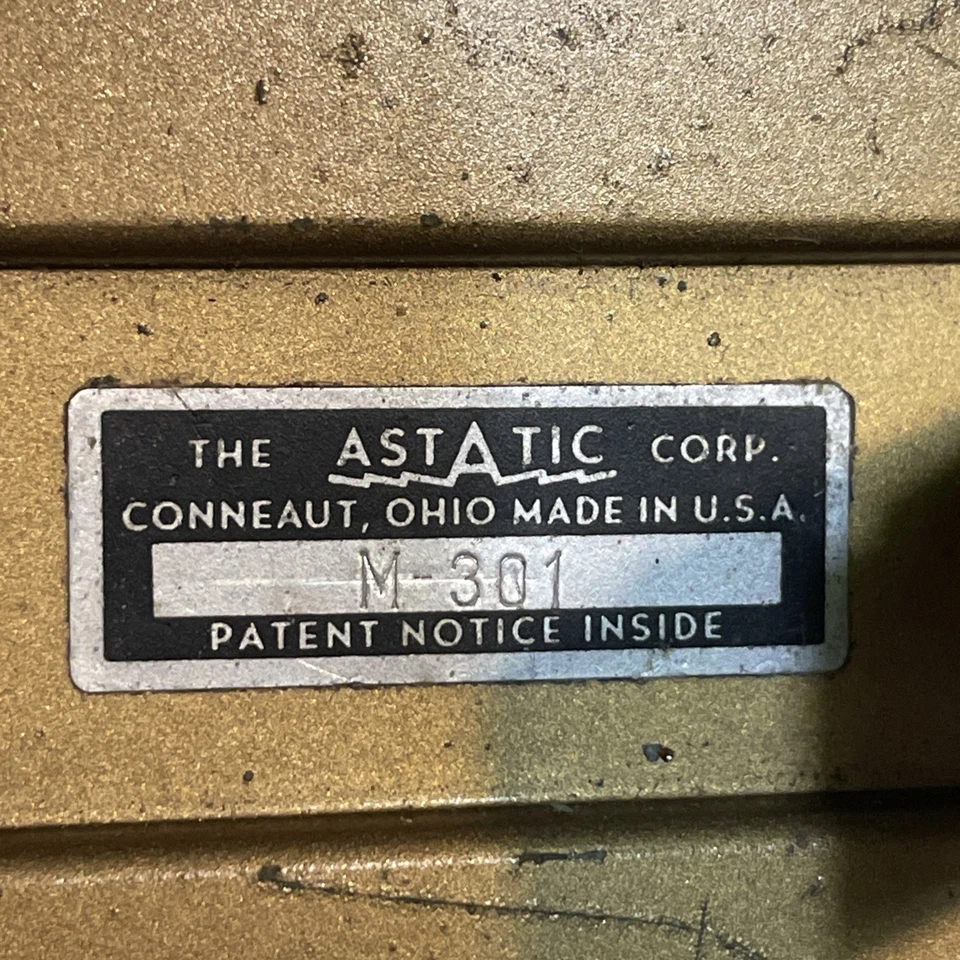 THE ASTATIC CORP.
CONNEAUT, OHIO MADE IN U.S.A.
M-301
PATENT NOTICE INSIDE